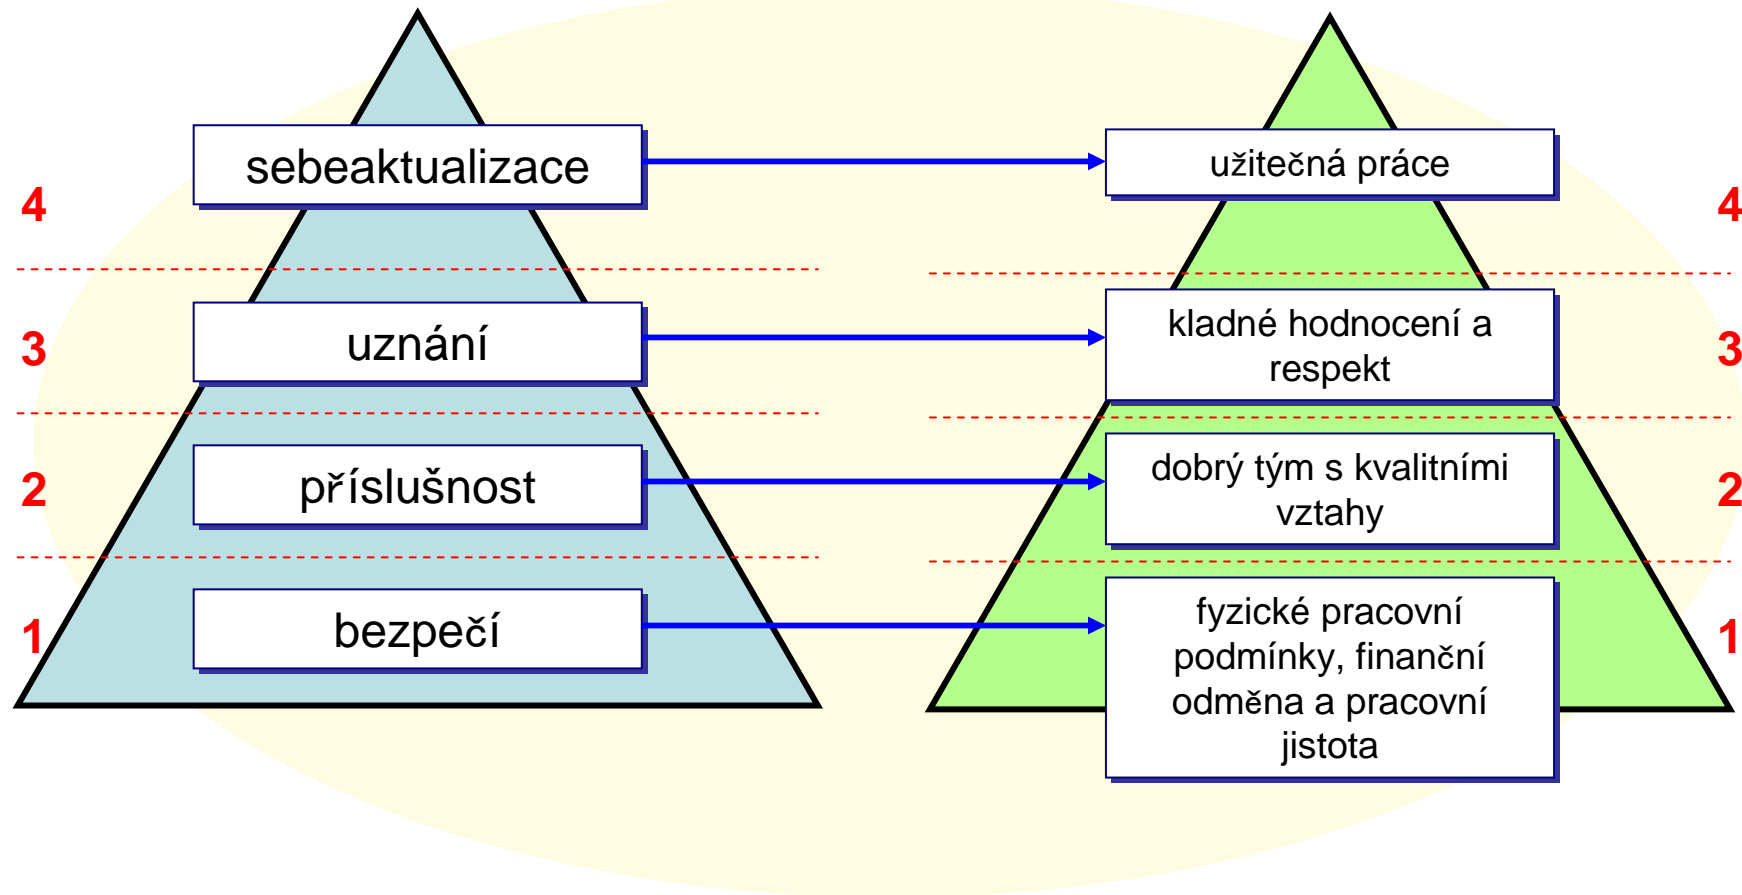 sebeaktualizace
užitečná práce
4
4
uznání
kladné hodnocení a
respekt
3
3
příslušnost
dobrý tým s kvalitními
vztahy
2
2
bezpečí
fyzické pracovní
podmínky, finanční
odměna a pracovní
jistota
1
1